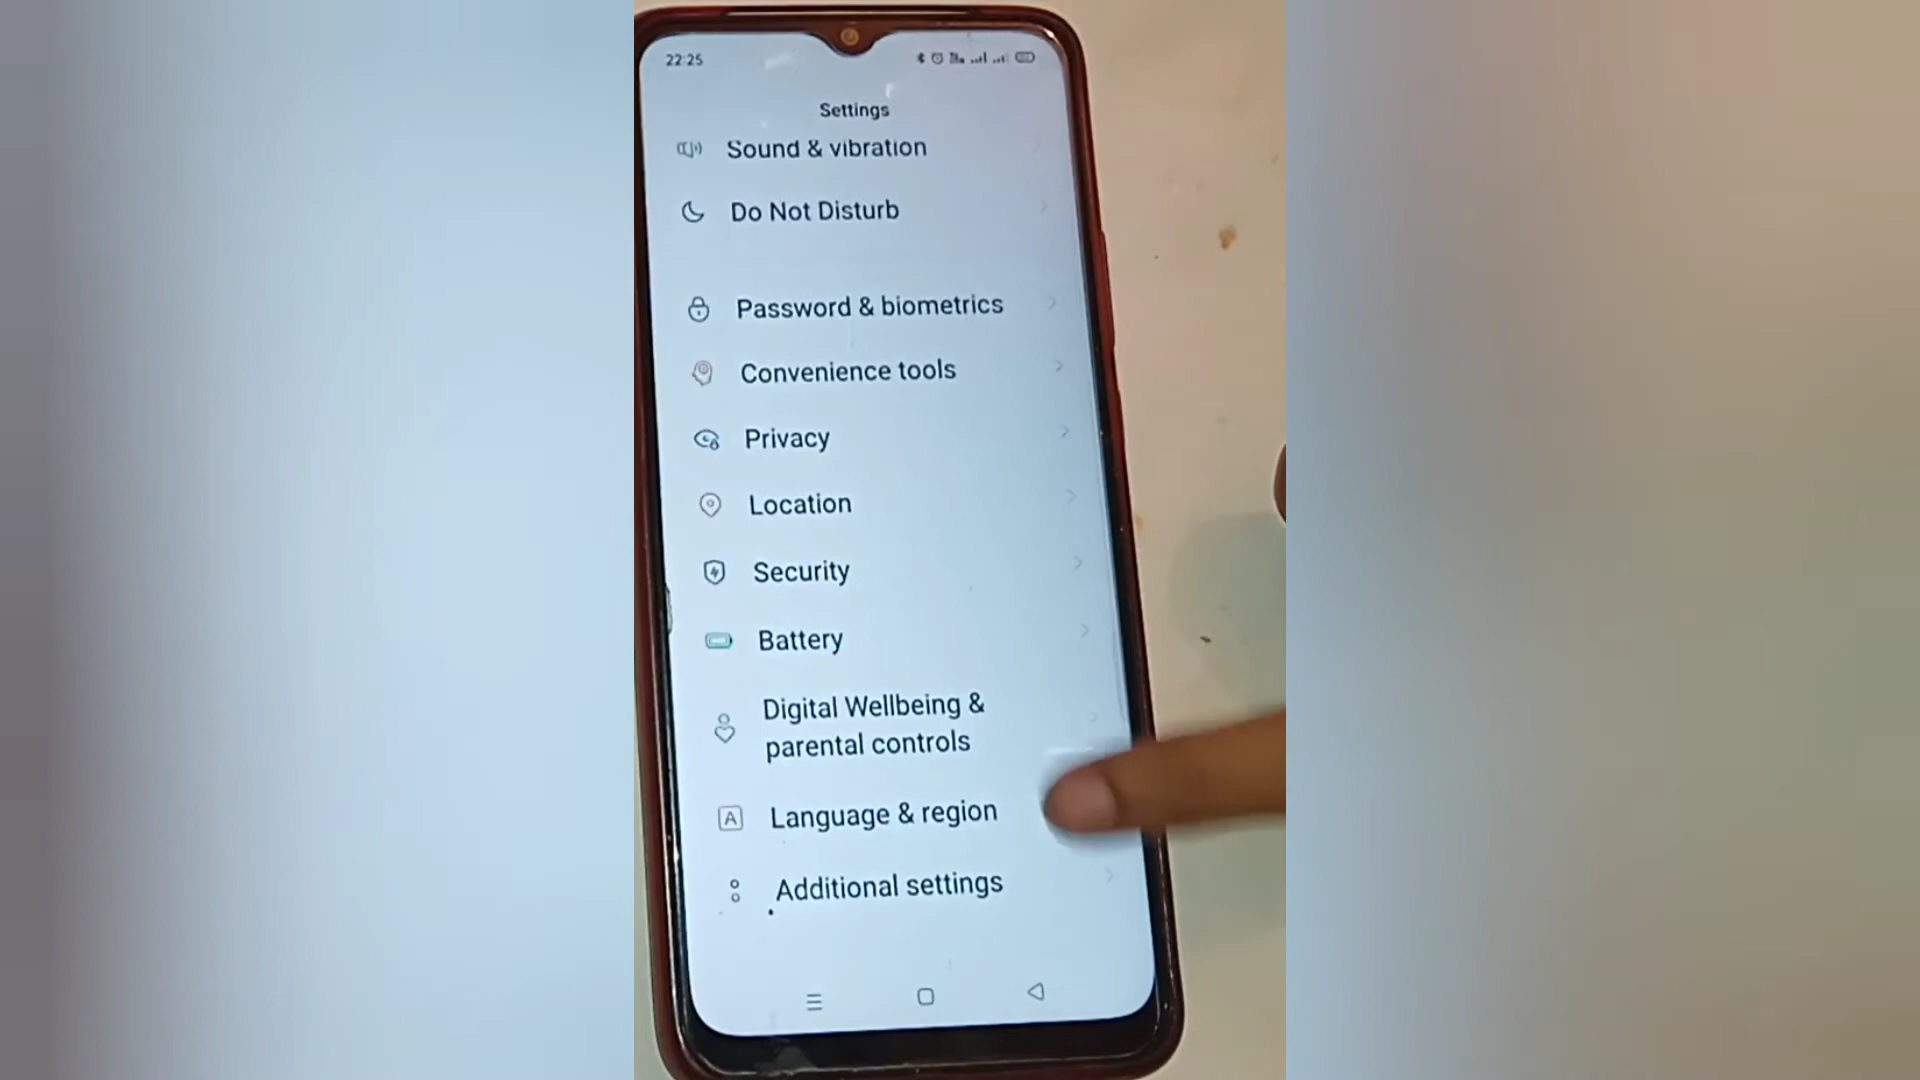 22:25
Settings
Sound & vibration
Do Not Disturb
Password & biometrics
Convenience tools
Privacy
Location
Security
Battery
Digital Wellbeing &
parental controls
A
Language & region
Additional settings